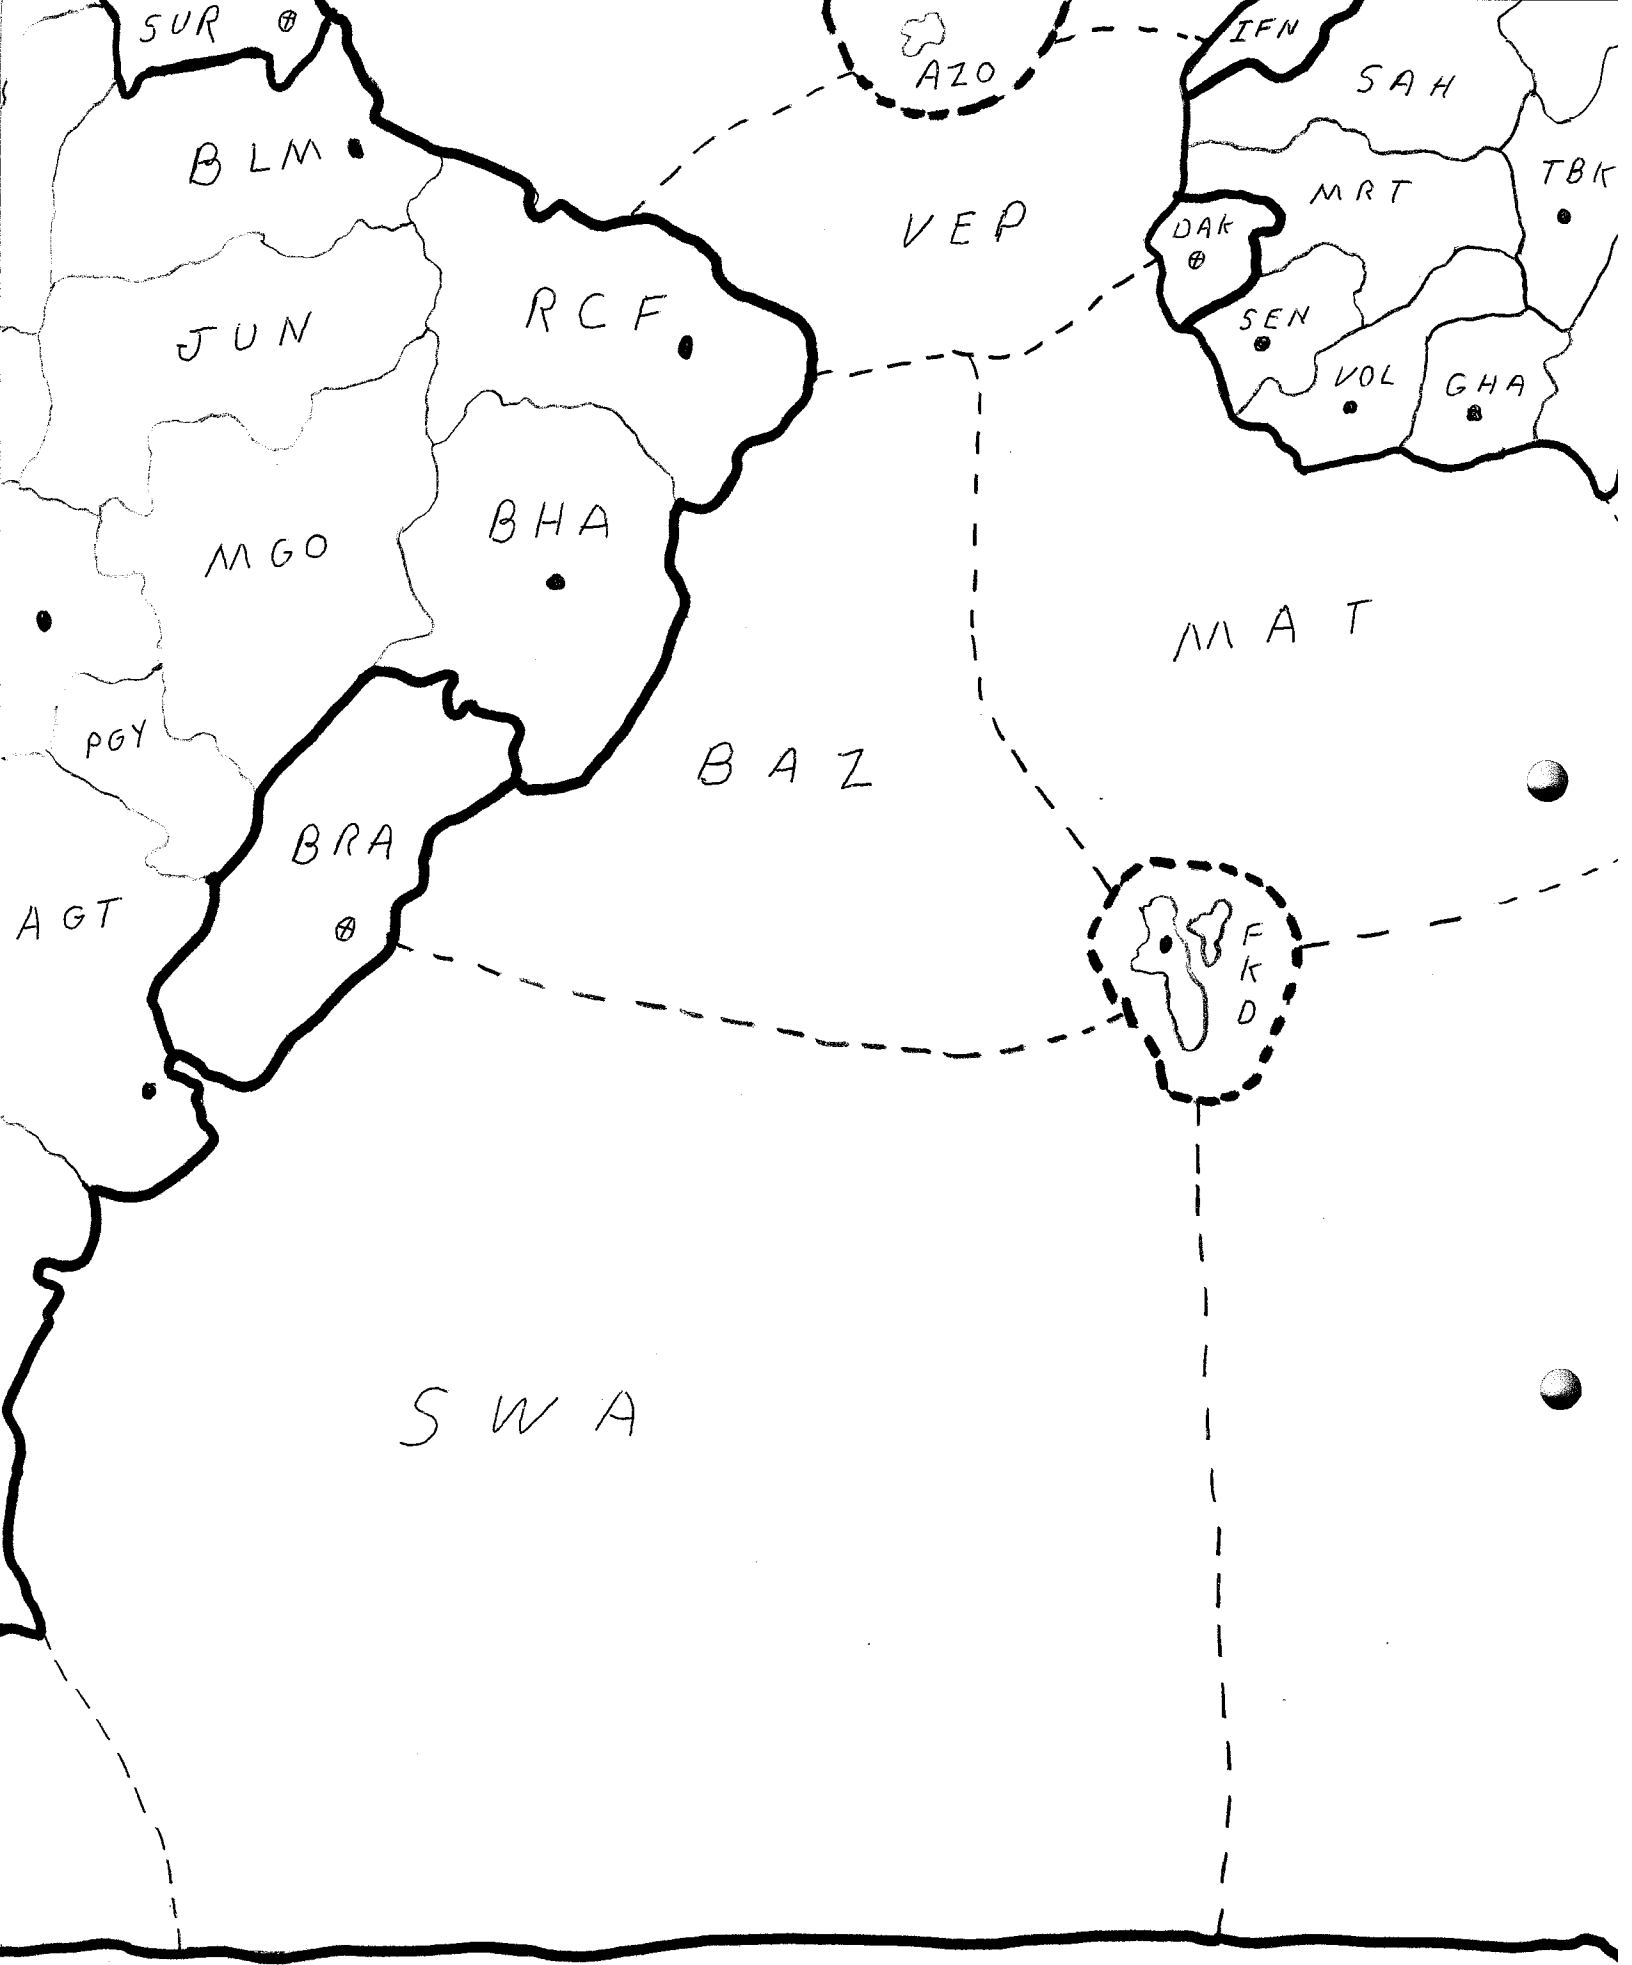 SUR
IFN
AZO
SAH
BLM
TBK
MRT
VEP
DAK
RCF
SEN
JUN
VOL
GHA
BHA
MGO
MAT
PGY
BAZ
BRA
AGT
FKD
SWA